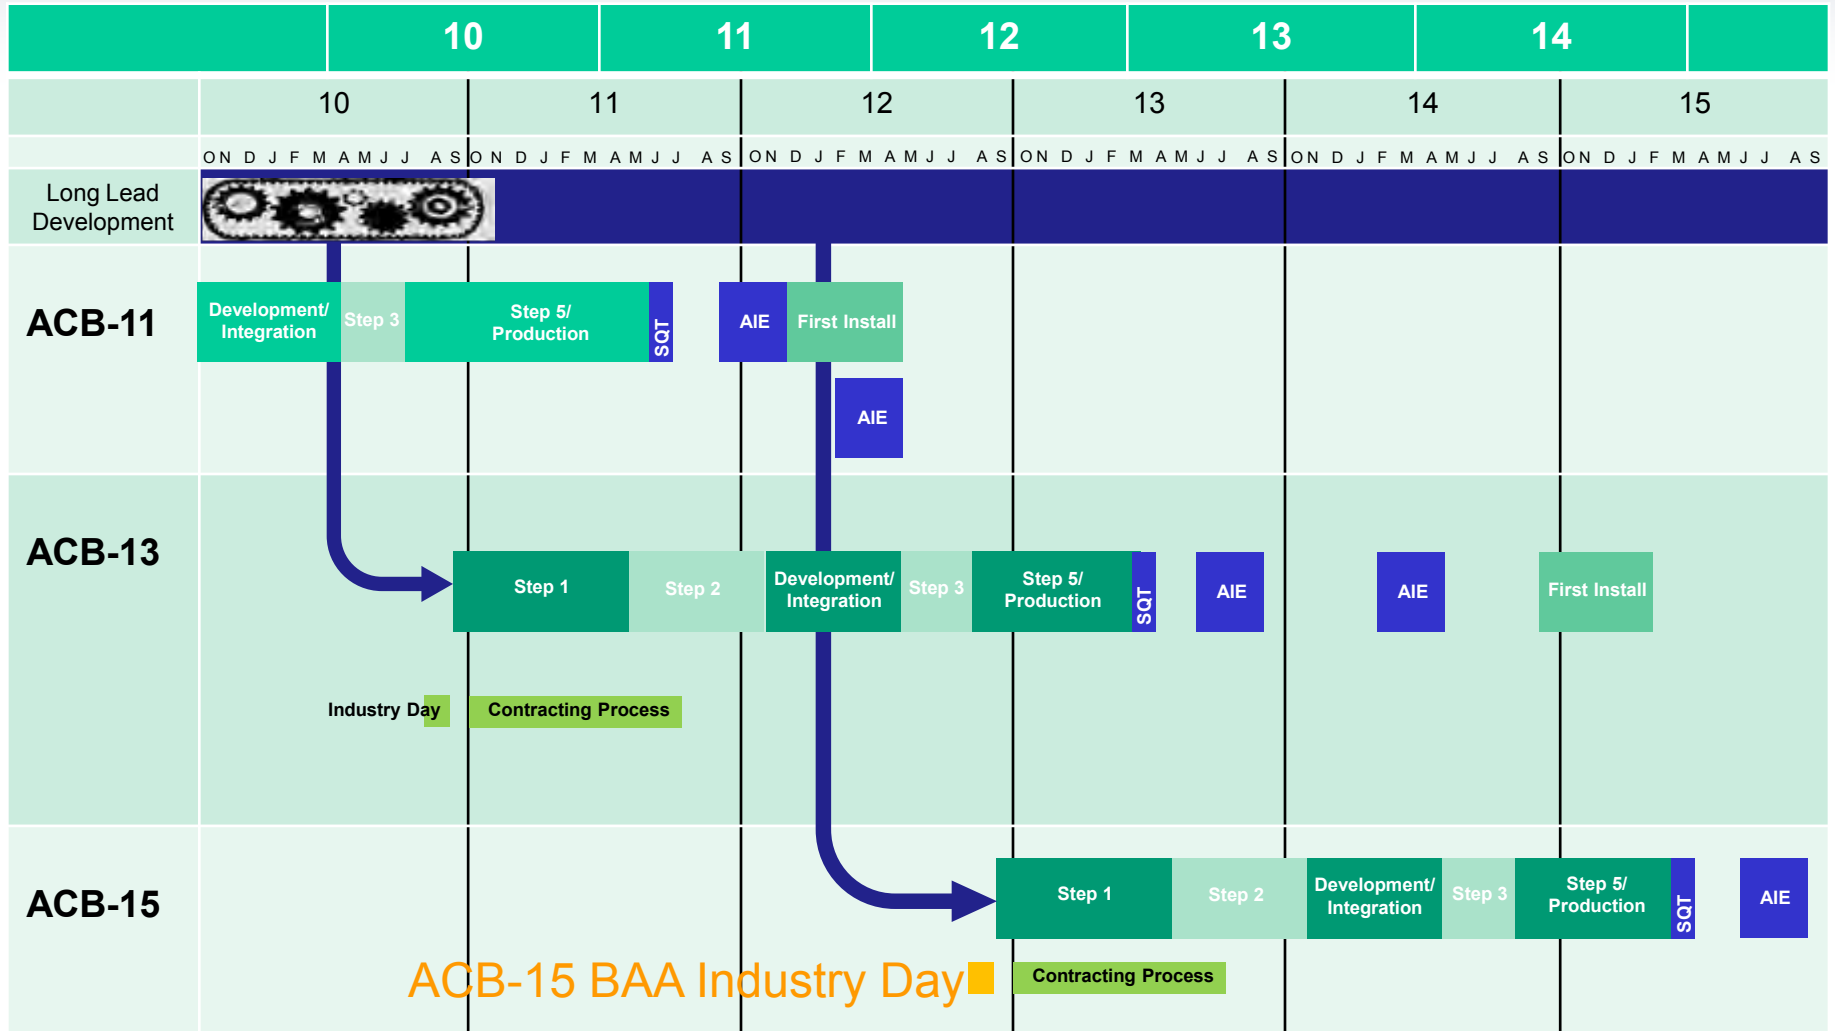 10 11 12 13 14
10 11 12 13 14 15
O N D J F M A M J J A S O N D J F M A M J J A S O N D J F M A M J J A S O N D J F M A M J J A S O N D J F M A M J J A S O N D J F M A M J J A S
Long Lead
Development
ACB-11
Development/
Integration
Step 3
Step 5/
Production
SQT
AIE
First Install
AIE
ACB-13
Step 1
Step 2
Development/
Integration
Step 3
Step 5/
Production
SQT
AIE
AIE
First Install
Industry Day
Contracting Process
ACB-15
Step 1
Step 2
Development/
Integration
Step 3
Step 5/
Production
SQT
AIE
ACB-15 BAA Industry Day
Contracting Process